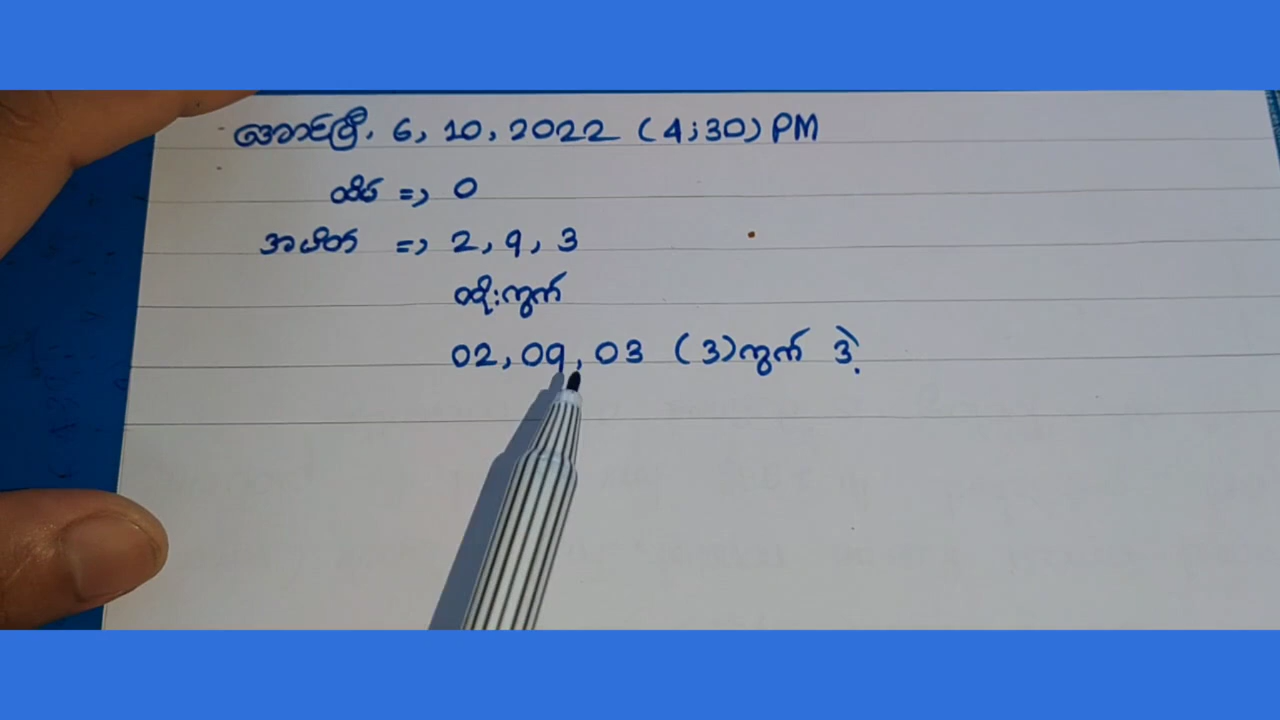 အောင်ပြီ. 6, 10, 2022 (4;30) PM
ထိပ် => 0
အပိတ် => 2, 9, 3
ထိုးကွက်
02, 09, 03 (3) ကွက် ဒဲ့